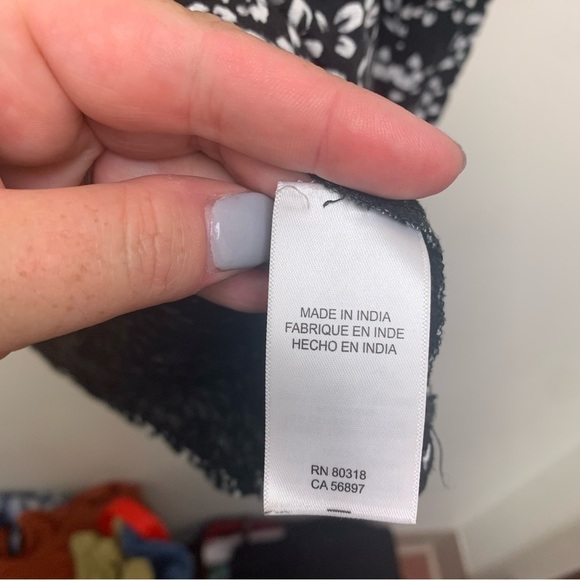 MADE IN INDIA
FABRIQUE EN INDE
HECHO EN INDIA
RN 80318
CA 56897